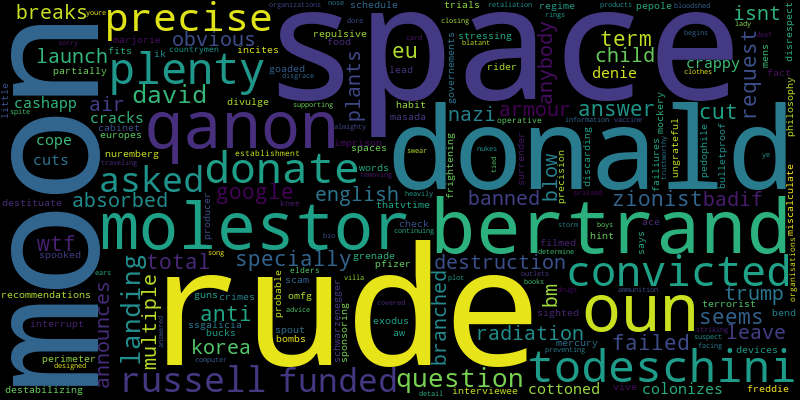 moon
space
rude
donald
qanon
bertrand
molestor
precise
plenty
oun
todeschini
convicted
donate
asked
russell
funded
question
david
google
english
absorbed
specially
destruction
zionist
banned
badif
answer
armour
nazi
cut
eu
term
child
denie
isnt
crappy
request
anybody
obvious
breaks
launch
cashapp
air
cracks
cope
cuts
wtf
total
landing
multiple
announces
anti
korea
radiation
branched
failed
seems
trump
leave
bm
blow
plants
cottoned
colonizes
freddie
interviewee
detail
destabilizing
designed
perimeter
interrupt
recommendations
spooked
destituate
little
partially
fits
marjorie
youre
sorry
lk
incites
goaded
repulsive
food
countrymen
disgrace
divulge
cabinet
europes
nuremberg
traveling
spite
establishment
imprison
masada
habit
lead
supporting
almighty
operative
rider
stressing
governements
schedule
organizations
nose
dore
card
closing
blatant
trials
retaliation
regime
rings
products
pepole
bloodshed
begins
lady
clothes
mens
fact
disrespect
philosophy
miscalculate
organisations
mockery
ungrateful
pedophile
bulletproof
trustworthy
failures
discarding
information
vaccine
nukes
tied
swear
heavily
surrender
precision
frightening
words
spaces
thatvtime
check
continuing
producer
knee
song
bio
elders
scam
pfizer
grenade
villa
filmed
hint
says
ace
boys
storm
determine
outlets
books
terrorist
bend
devices
suspect
facing
striking
ammunition
sighted
plot
mercury
preventing
vive
guns
crimes
omfg
probable
advice
ssgalicia
bucks
bombs
spout
computer
answered
exodus
aw
covered
sponsoring
schwarzenegger
ears
ye